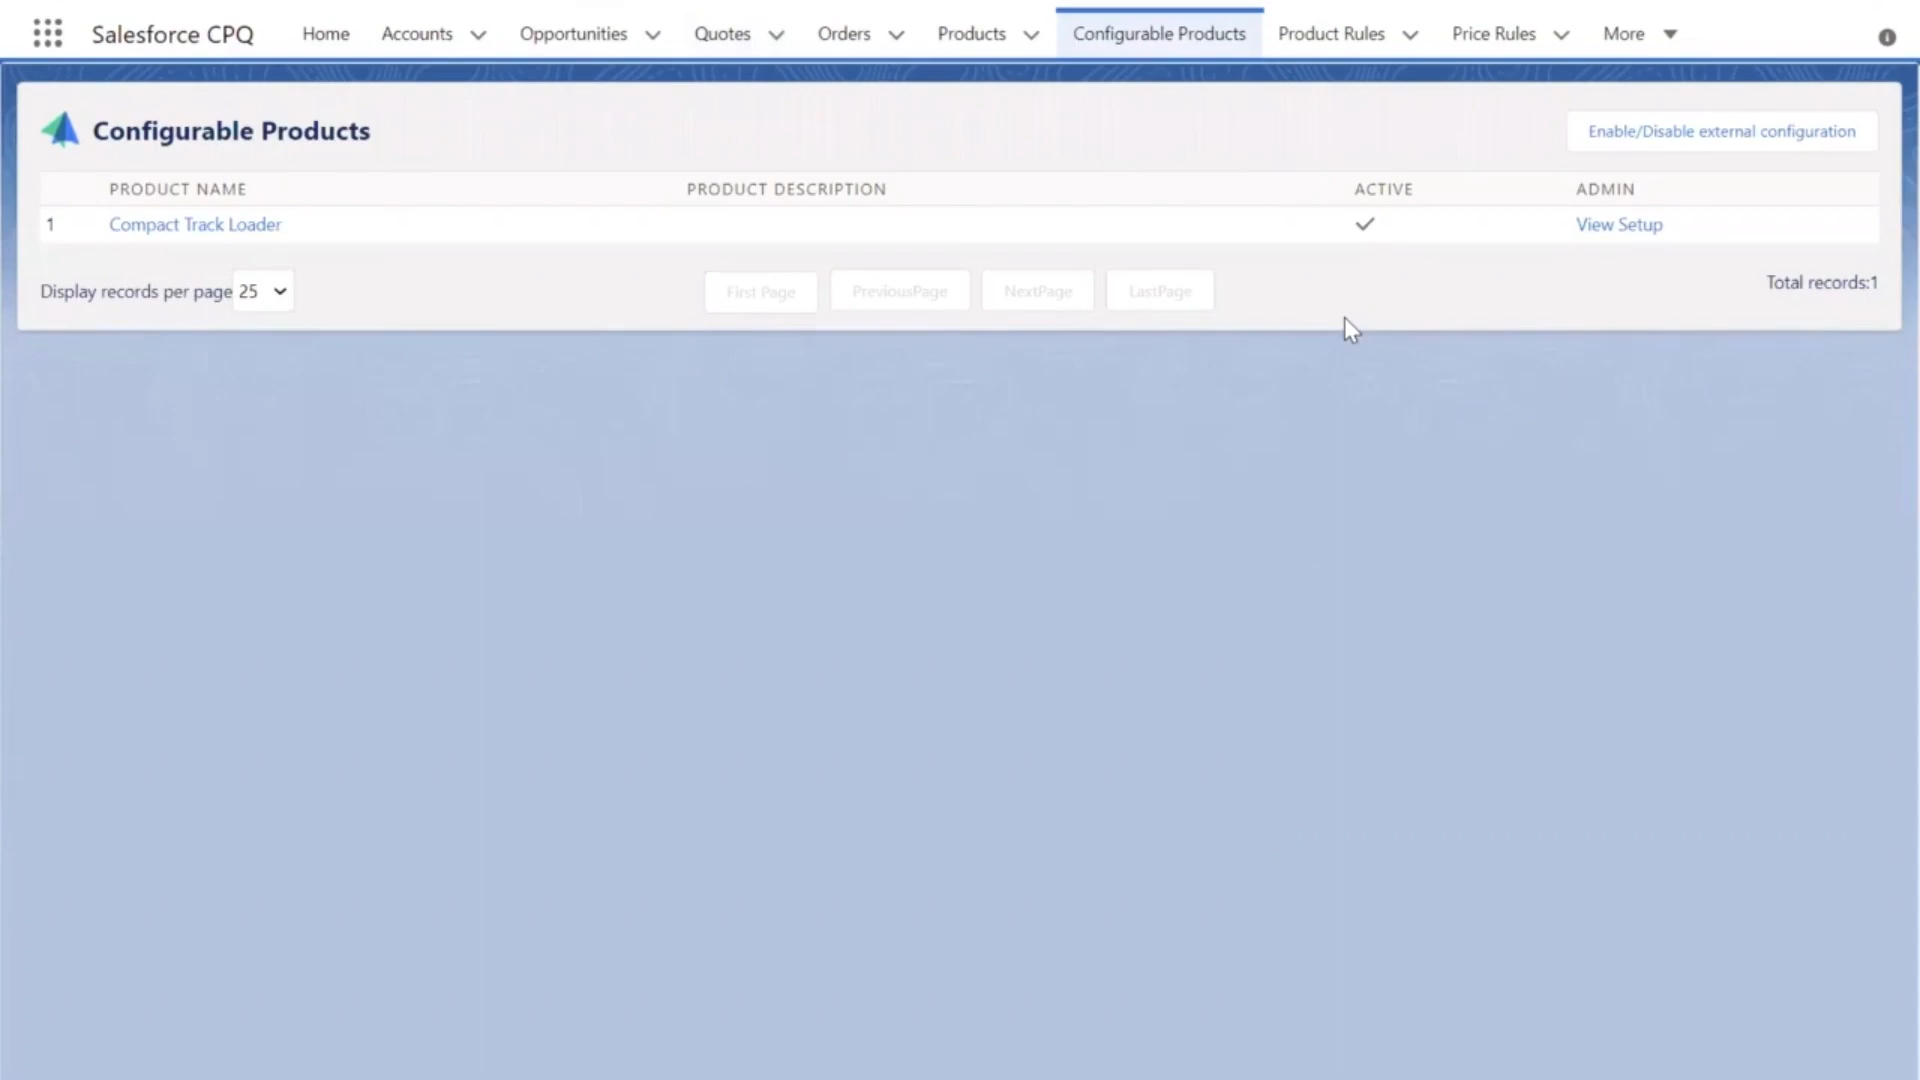 Salesforce CPQ Home Accounts Opportunities Quotes Orders Products Configurable Products Product Rules Price Rules More
Configurable Products
Enable/Disable external configuration
PRODUCT NAME PRODUCT DESCRIPTION ACTIVE ADMIN
1 Compact Track Loader View Setup
Display records per page 25 First Page PreviousPage NextPage LastPage Total records:1